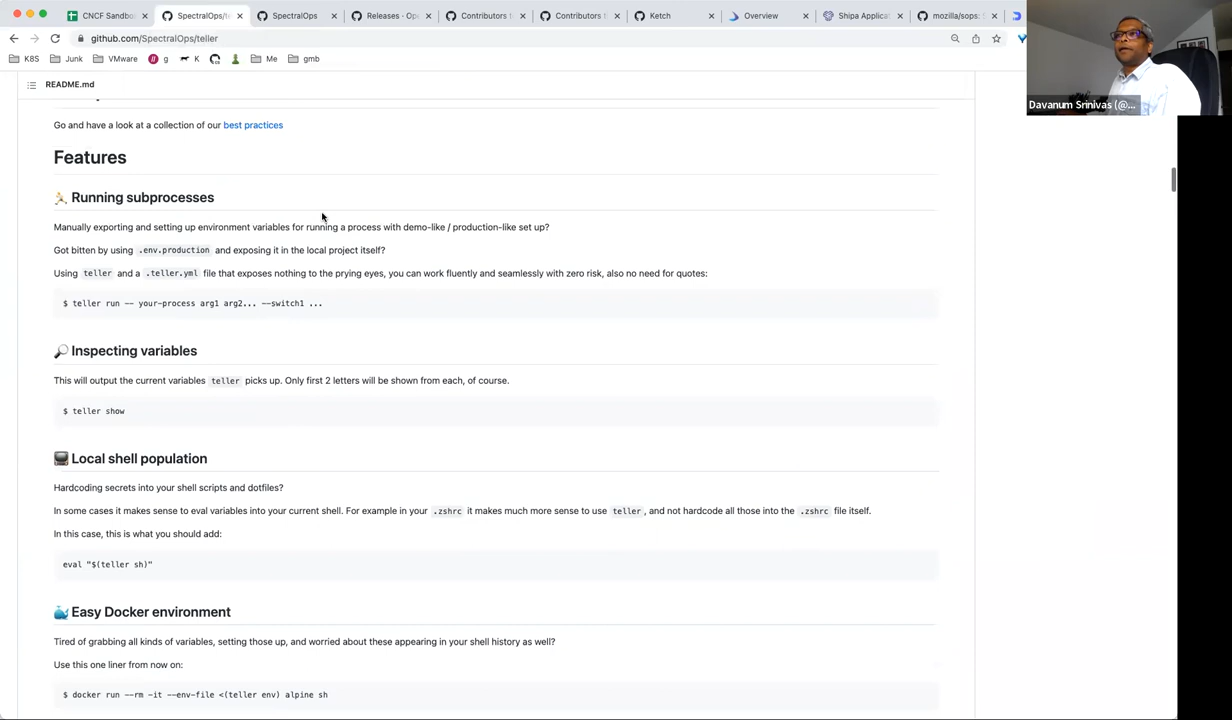 CNCF Sandbo
SpectralOps/te
SpectralOps
Releases · Op
Contributors t
Contributors t
Ketch
Overview
Shipa Applicat
mozilla/sops: S
github.com/SpectralOps/teller
K8S
Junk
VMware
g
K
Me
gmb
README.md
Davanum Srinivas (@...
Go and have a look at a collection of our best practices
Features
Running subprocesses
Manually exporting and setting up environment variables for running a process with demo-like / production-like set up?
Got bitten by using .env.production and exposing it in the local project itself?
Using teller and a .teller.yml file that exposes nothing to the prying eyes, you can work fluently and seamlessly with zero risk, also no need for quotes:
$ teller run -- your-process arg1 arg2... --switch1 ...
Inspecting variables
This will output the current variables teller picks up. Only first 2 letters will be shown from each, of course.
$ teller show
Local shell population
Hardcoding secrets into your shell scripts and dotfiles?
In some cases it makes sense to eval variables into your current shell. For example in your .zshrc it makes much more sense to use teller, and not hardcode all those into the .zshrc file itself.
In this case, this is what you should add:
eval "$(teller sh)"
Easy Docker environment
Tired of grabbing all kinds of variables, setting those up, and worried about these appearing in your shell history as well?
Use this one liner from now on:
$ docker run --rm -it --env-file <(teller env) alpine sh